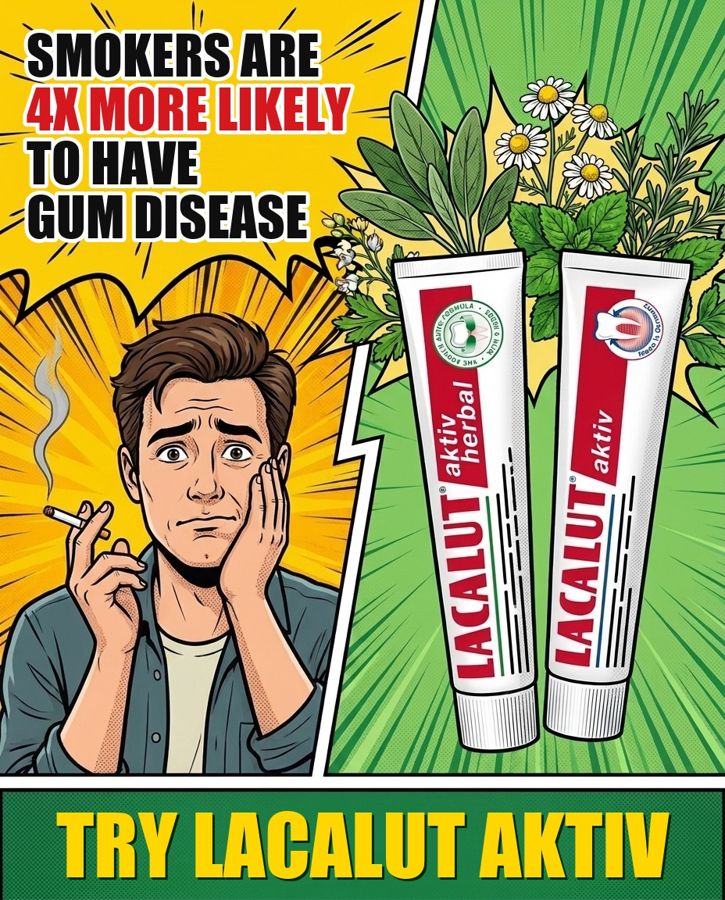 SMOKERS ARE
4X MORE LIKELY
TO HAVE
GUM DISEASE
LACALUT®
aktiv
herbal
LACALUT®
aktiv
TRY LACALUT AKTIV